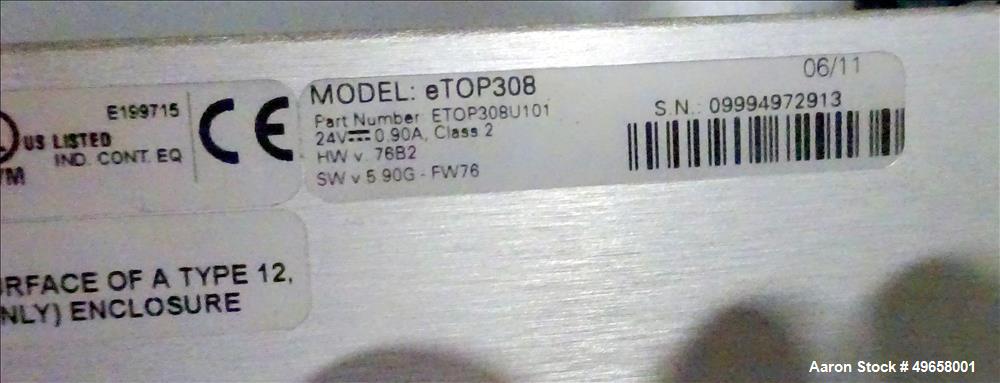 E199715
US LISTED
IND. CONT. EQ
CE
MODEL: eTOP308
Part Number ETOP308U101
24V 0.90A, Class 2
HW v. 76B2
SW v 5.90G - FW76
06/11
S.N.: 09994972913
RFACE OF A TYPE 12,
NLY) ENCLOSURE
Aaron Stock # 49658001